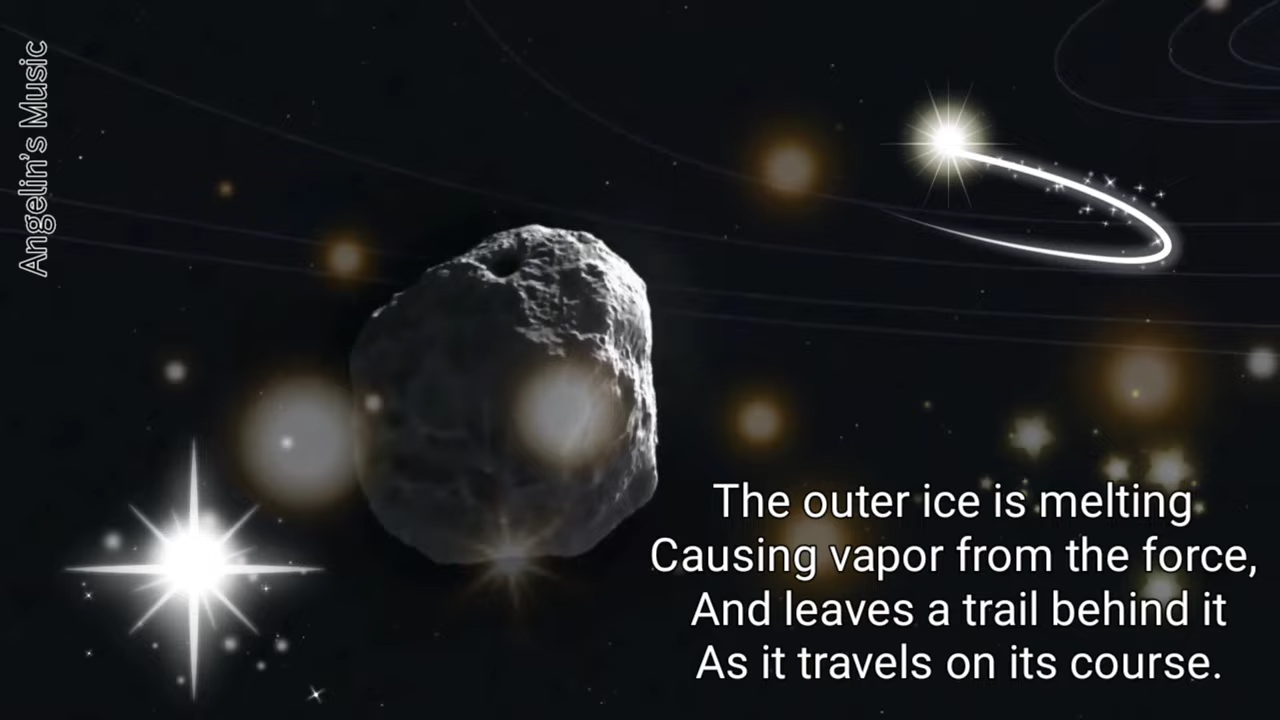 Angelin's Music
The outer ice is melting
Causing vapor from the force,
And leaves a trail behind it
As it travels on its course.